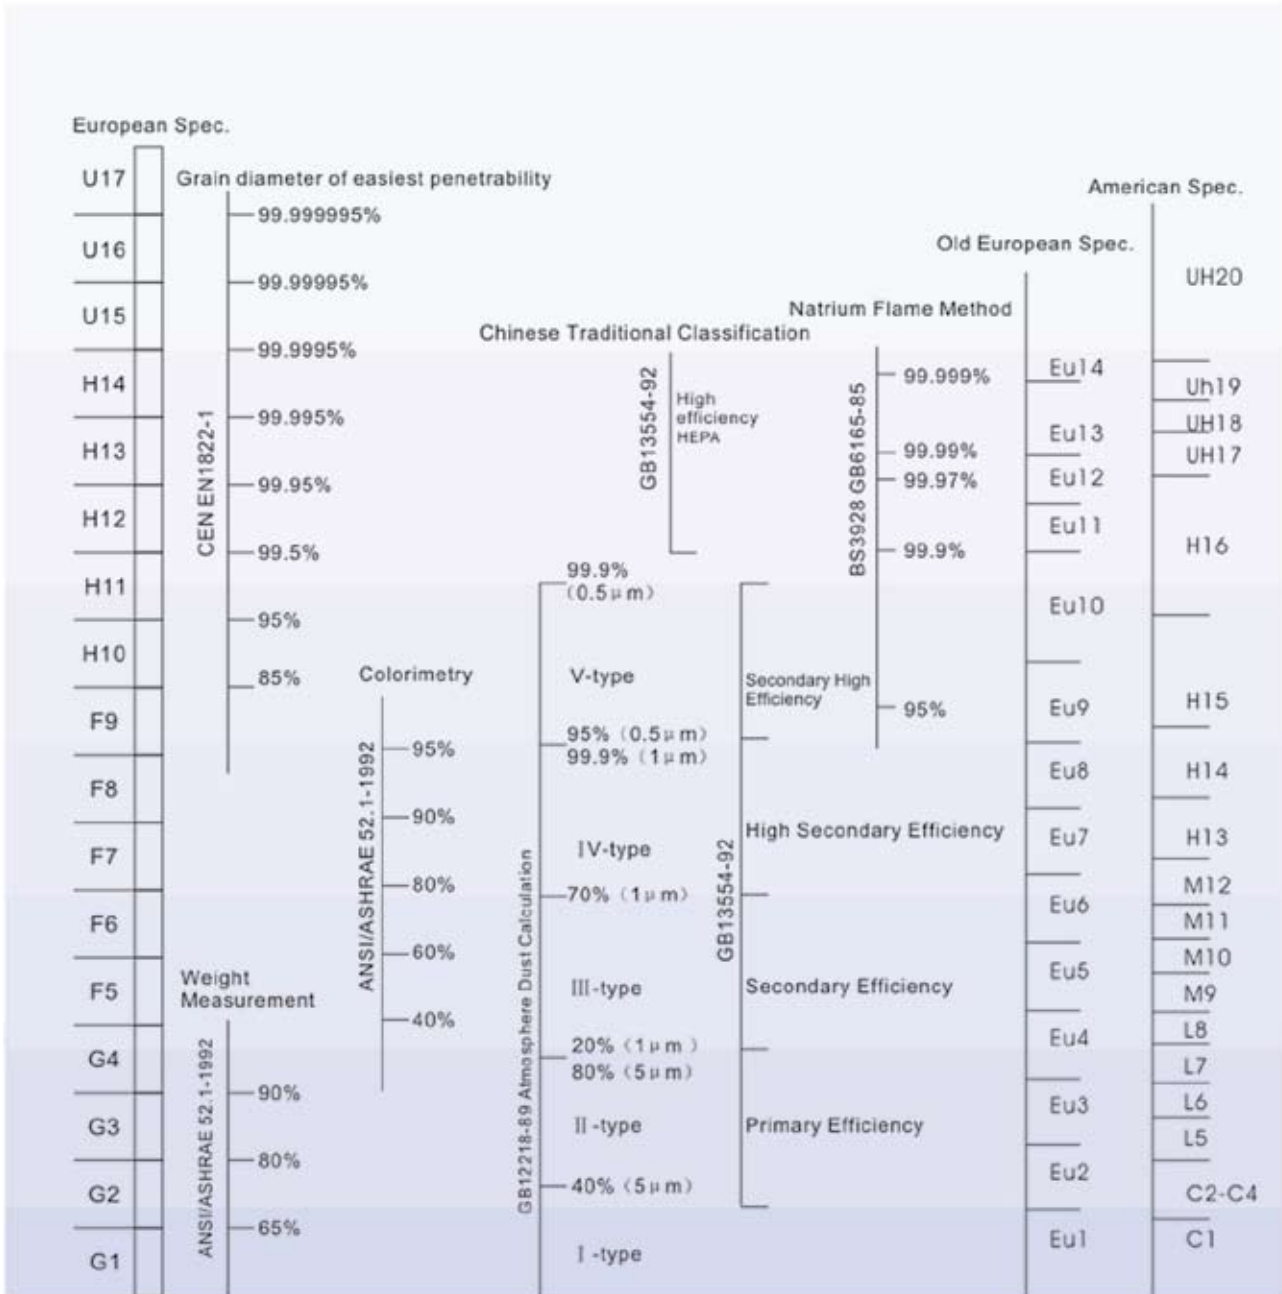 European Spec.
U17
U16
U15
H14
H13
H12
H11
H10
F9
F8
F7
F6
F5
G4
G3
G2
G1
Grain diameter of easiest penetrability
CEN EN1822-1
99.999995%
99.99995%
99.9995%
99.995%
99.95%
99.5%
95%
85%
Weight
Measurement
ANSI/ASHRAE 52.1-1992
90%
80%
65%
Colorimetry
ANSI/ASHRAE 52.1-1992
95%
90%
80%
60%
40%
Chinese Traditional Classification
GB13554-92
High
efficiency
HEPA
GB12218-89 Atmosphere Dust Calculation
99.9%
(0.5μm)
V-type
95% (0.5μm)
99.9% (1μm)
IV-type
70% (1μm)
III-type
20% (1μm)
80% (5μm)
II-type
40% (5μm)
I-type
GB13554-92
Secondary High
Efficiency
High Secondary Efficiency
Secondary Efficiency
Primary Efficiency
Natrium Flame Method
BS3928 GB6165-85
99.999%
99.99%
99.97%
99.9%
95%
Old European Spec.
Eu14
Eu13
Eu12
Eu11
Eu10
Eu9
Eu8
Eu7
Eu6
Eu5
Eu4
Eu3
Eu2
Eu1
American Spec.
UH20
Uh19
UH18
UH17
H16
H15
H14
H13
M12
M11
M10
M9
L8
L7
L6
L5
C2-C4
C1